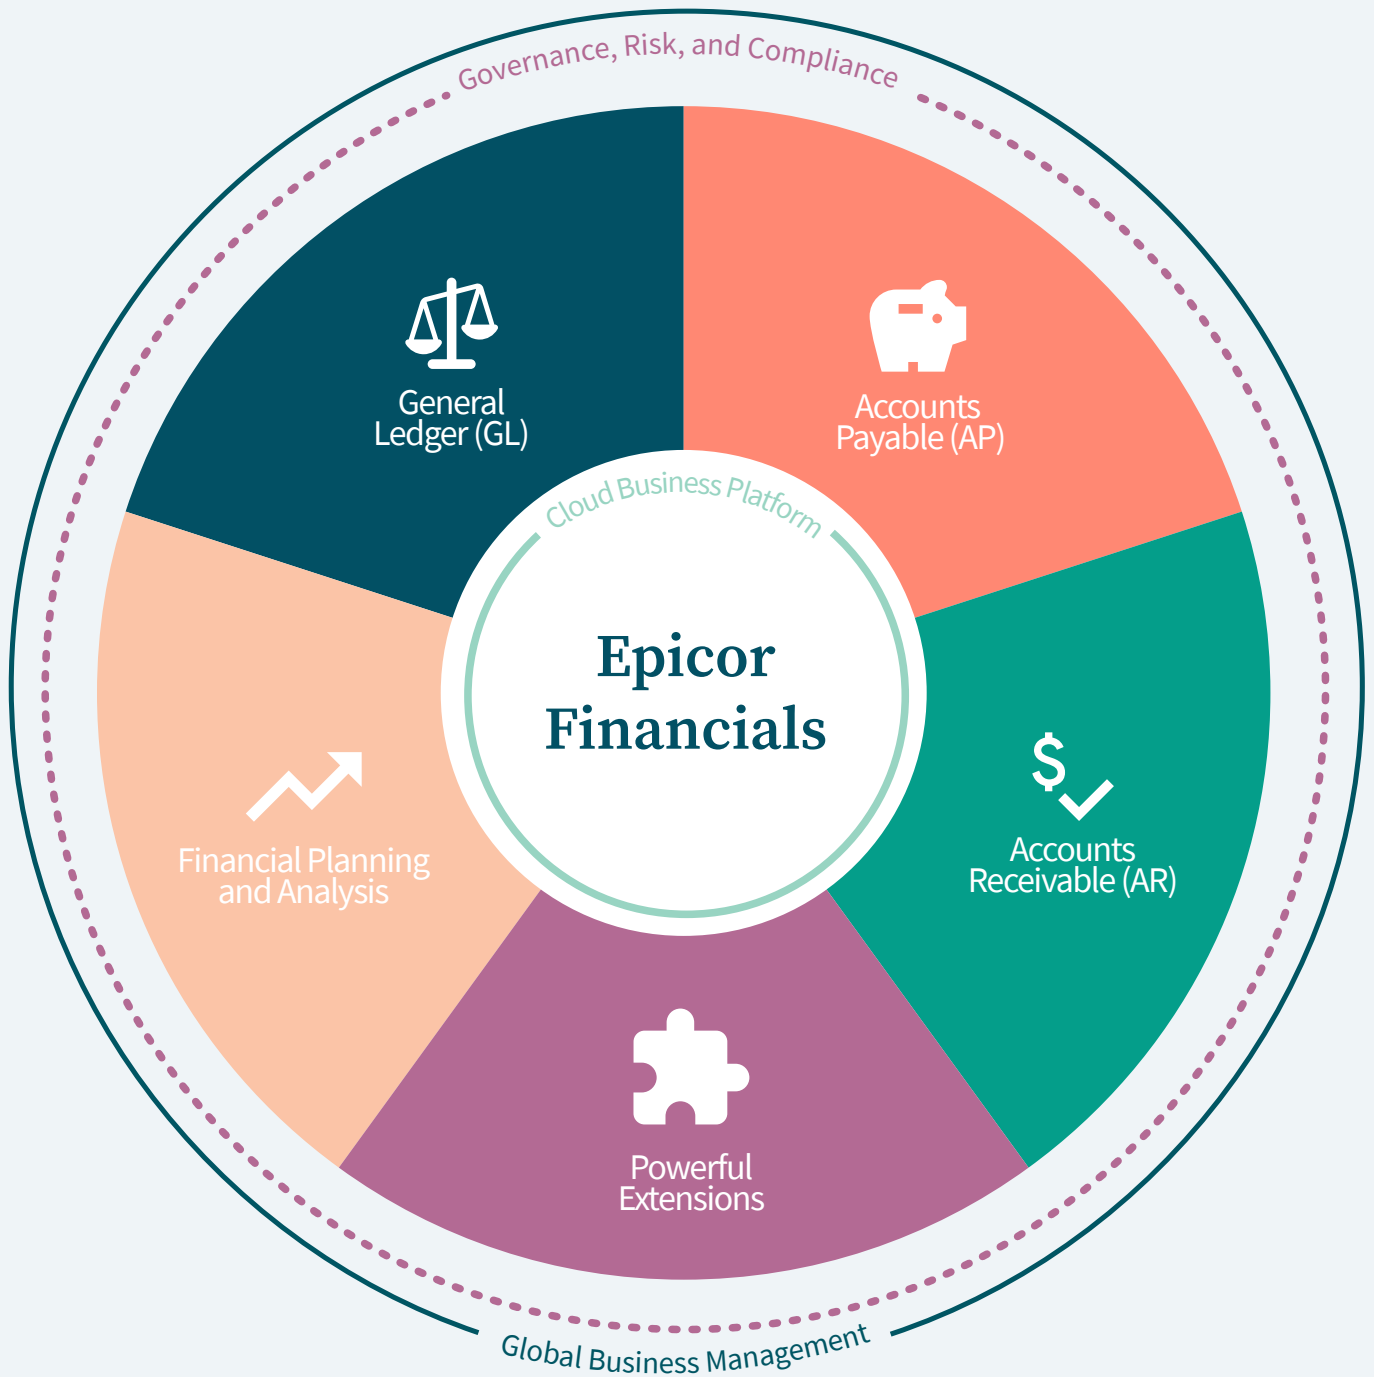 Governance, Risk, and Compliance
General
Ledger (GL)
Accounts
Payable (AP)
Cloud Business Platform
Epicor
Financials
Financial Planning
and Analysis
Accounts
Receivable (AR)
Powerful
Extensions
Global Business Management